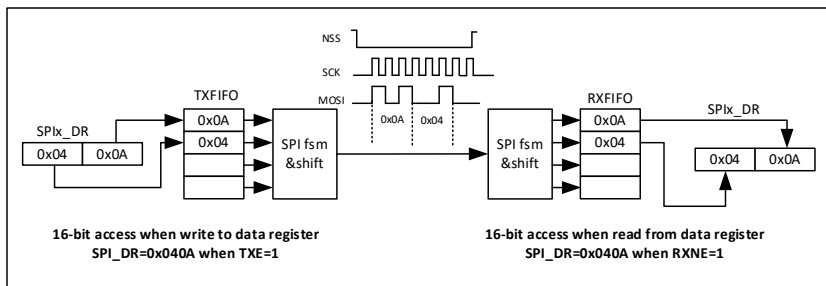 NSS
SCK
MOSI
0x0A 0x04
TXFIFO
0x0A
0x04
SPIx_DR
0x04 0x0A
SPI fsm
&shift
SPI fsm
&shift
RXFIFO
0x0A
0x04
SPIx_DR
0x04 0x0A
16-bit access when write to data register
SPI_DR=0x040A when TXE=1
16-bit access when read from data register
SPI_DR=0x040A when RXNE=1